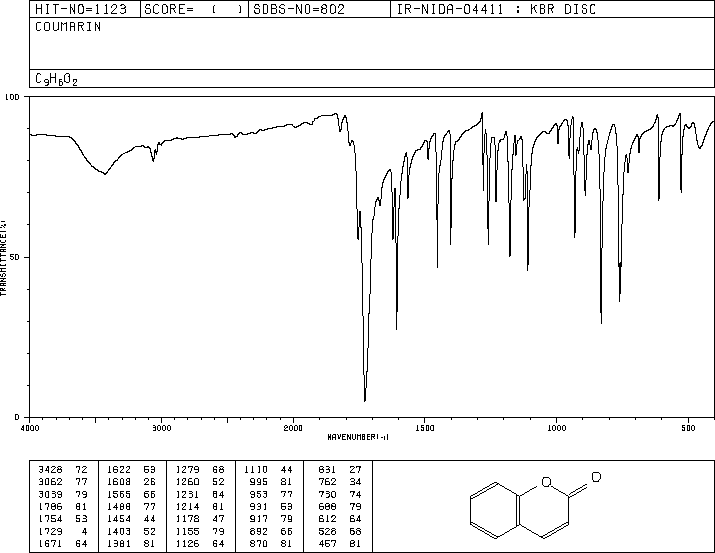 HIT-NO=1123 SCORE= ( ) SDBS-NO=802 IR-NIDA-04411 : KBR DISC
COUMARIN
C9H6O2
100
50
0
TRANSMITTANCE(%)
4000 3000 2000 1500 1000 500
WAVENUMBER(-1)
3428 72 1622 53 1279 68 1110 44 831 27
3062 77 1608 26 1260 52 995 81 762 34
3039 79 1565 66 1231 64 953 77 730 74
1786 81 1488 77 1214 81 931 53 688 79
1754 53 1454 44 1178 47 917 79 612 64
1729 4 1403 52 1155 79 892 66 528 68
1671 64 1381 81 1126 64 870 81 457 81
O O